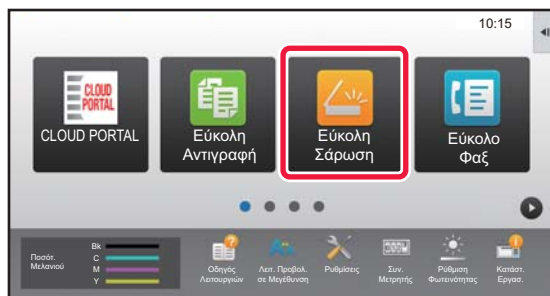 10:15
CLOUD
PORTAL
CLOUD PORTAL
Εύκολη
Αντιγραφή
Εύκολη
Σάρωση
Εύκολο
Φαξ
Ποσότ.
Μελανιού
Bk
C
M
Y
Οδηγός
Λειτουργιών
Λειτ. Προβολ.
σε Μεγέθυνση
Ρυθμίσεις
Συν.
Μετρητής
Ρύθμιση
Φωτεινότητας
Κατάστ.
Εργασ.